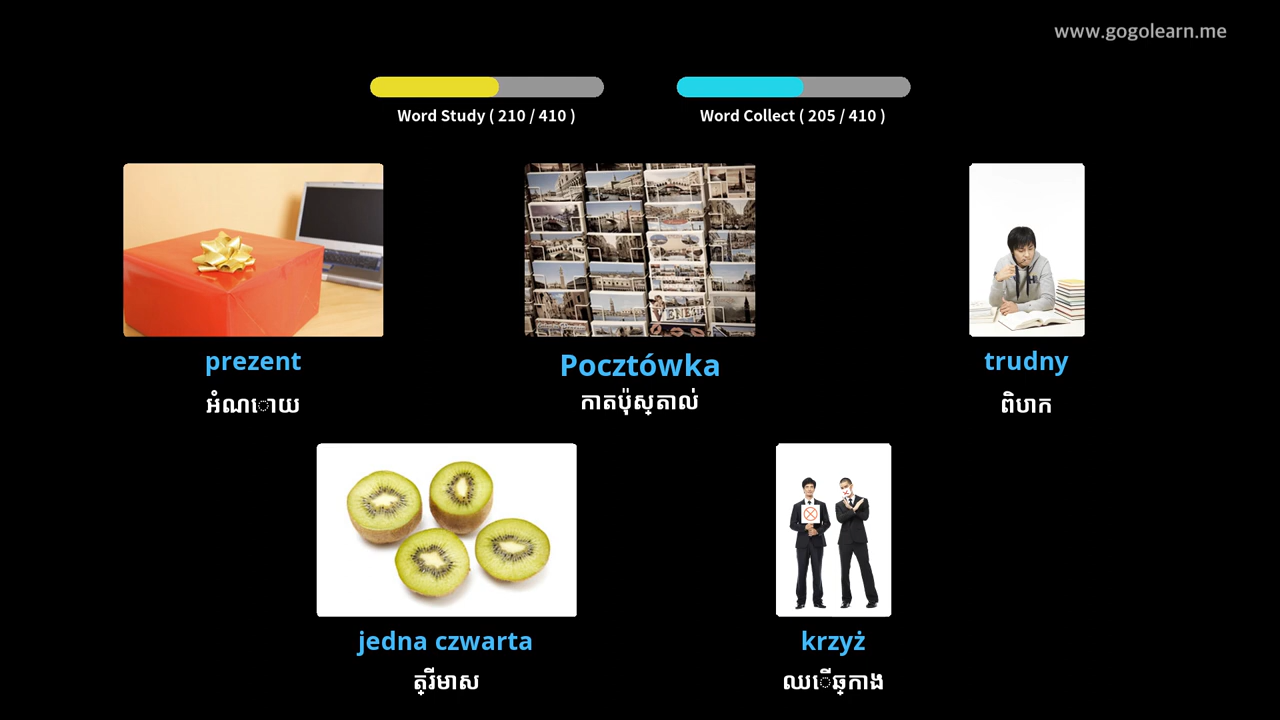 www.gogolearn.me
Word Study ( 210 / 410 )
Word Collect ( 205 / 410 )
prezent
អំណោយ
Pocztówka
កាតប៉ុស្តាល់
trudny
ពិបាក
jedna czwarta
ត្រីមាស
krzyż
ឈើឆ្កាង